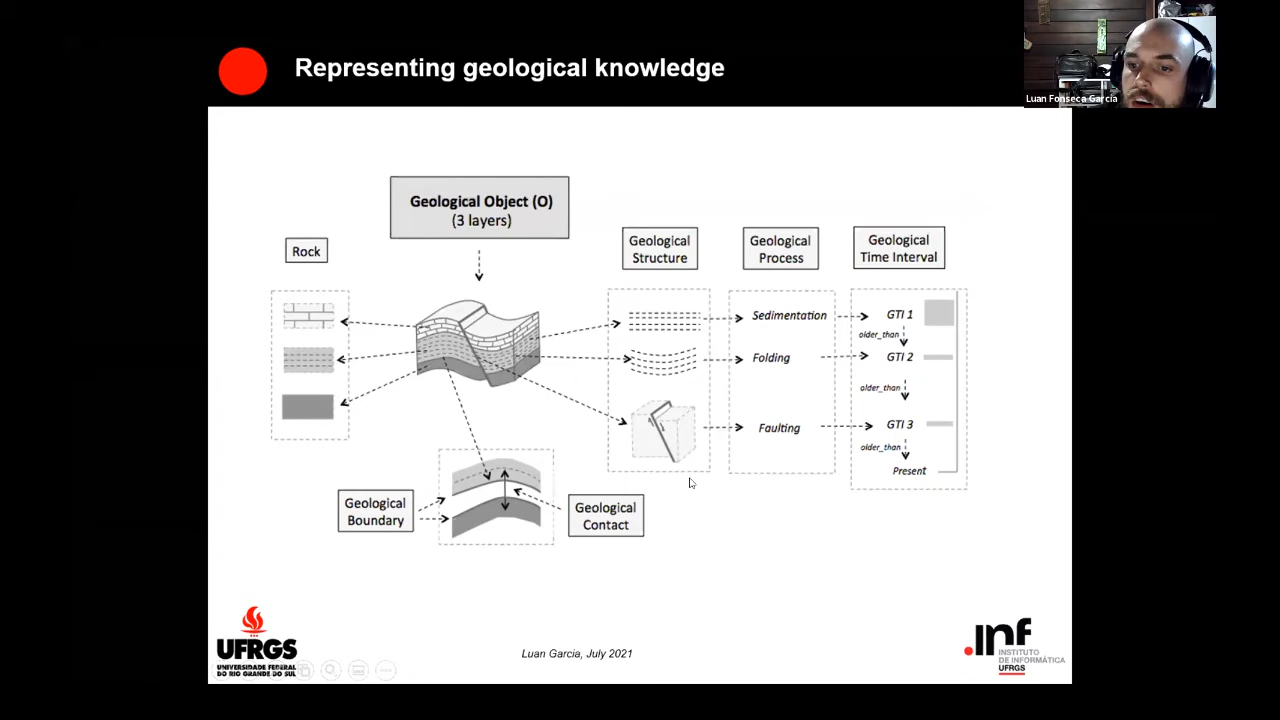 Representing geological knowledge
Luan Fonseca Garcia
Geological Object (O)
(3 layers)
Rock
Geological
Structure
Geological
Process
Geological
Time Interval
Sedimentation
GTI 1
older_than
Folding
GTI 2
older_than
Faulting
GTI 3
older_than
Present
Geological
Boundary
Geological
Contact
UFRGS
UNIVERSIDADE FEDERAL
DO RIO GRANDE DO SUL
Luan Garcia, July 2021
.inf
INSTITUTO
DE INFORMÁTICA
UFRGS